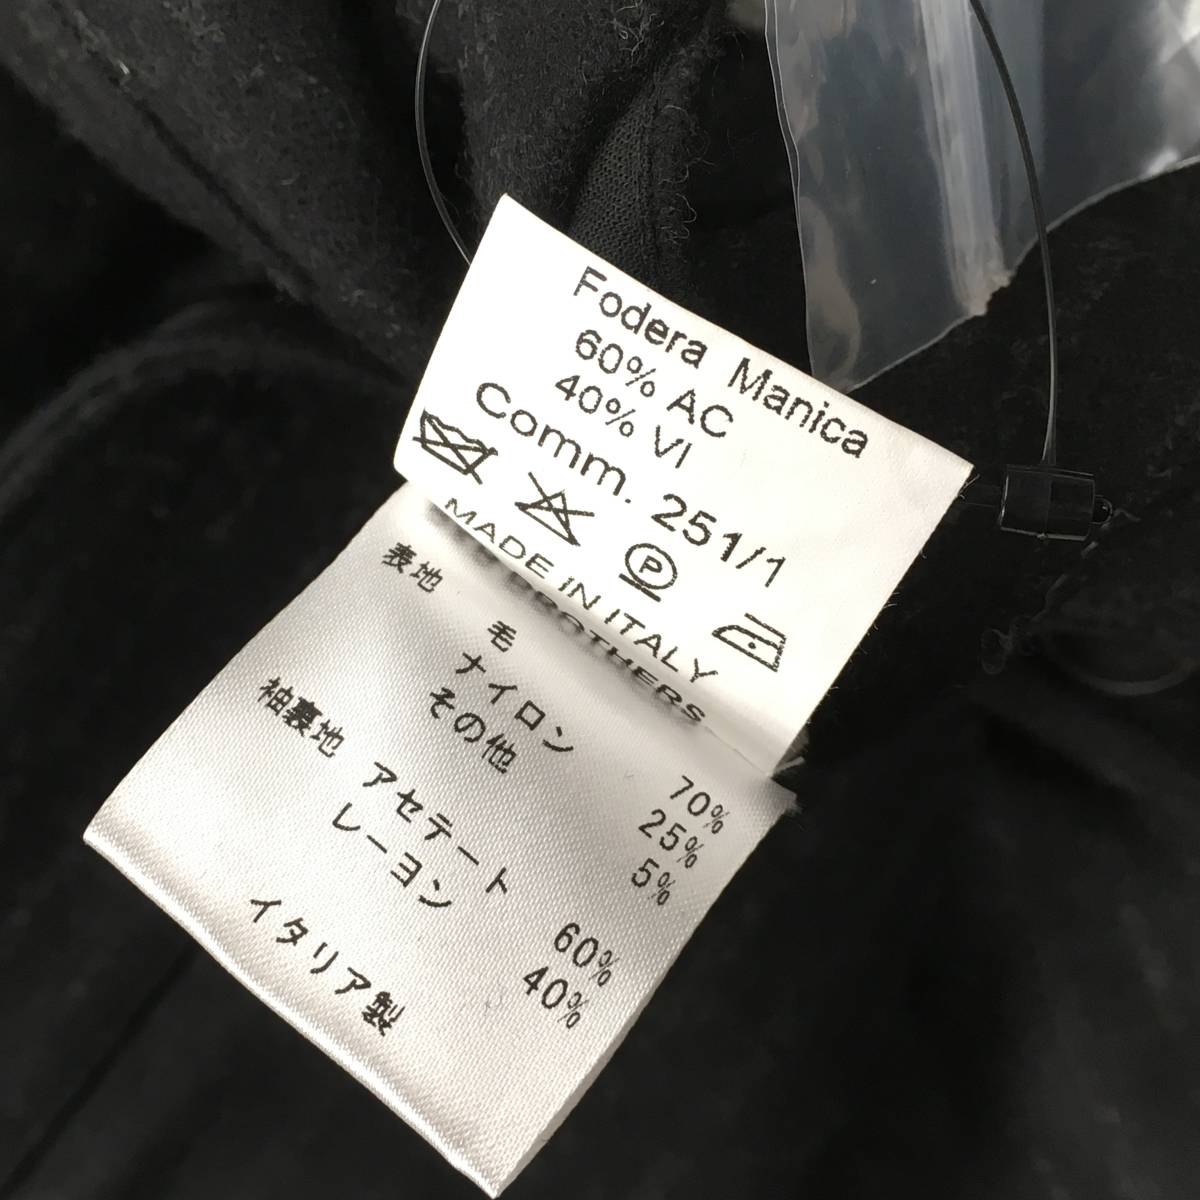 Fodera Manica
60% AC
40% VI
Comm. 251/1
P
MADE IN ITALY
BROTHERS
表地
毛 70%
ナイロン 25%
その他 5%
袖裏地
アセテート 60%
レーヨン 40%
イタリア製